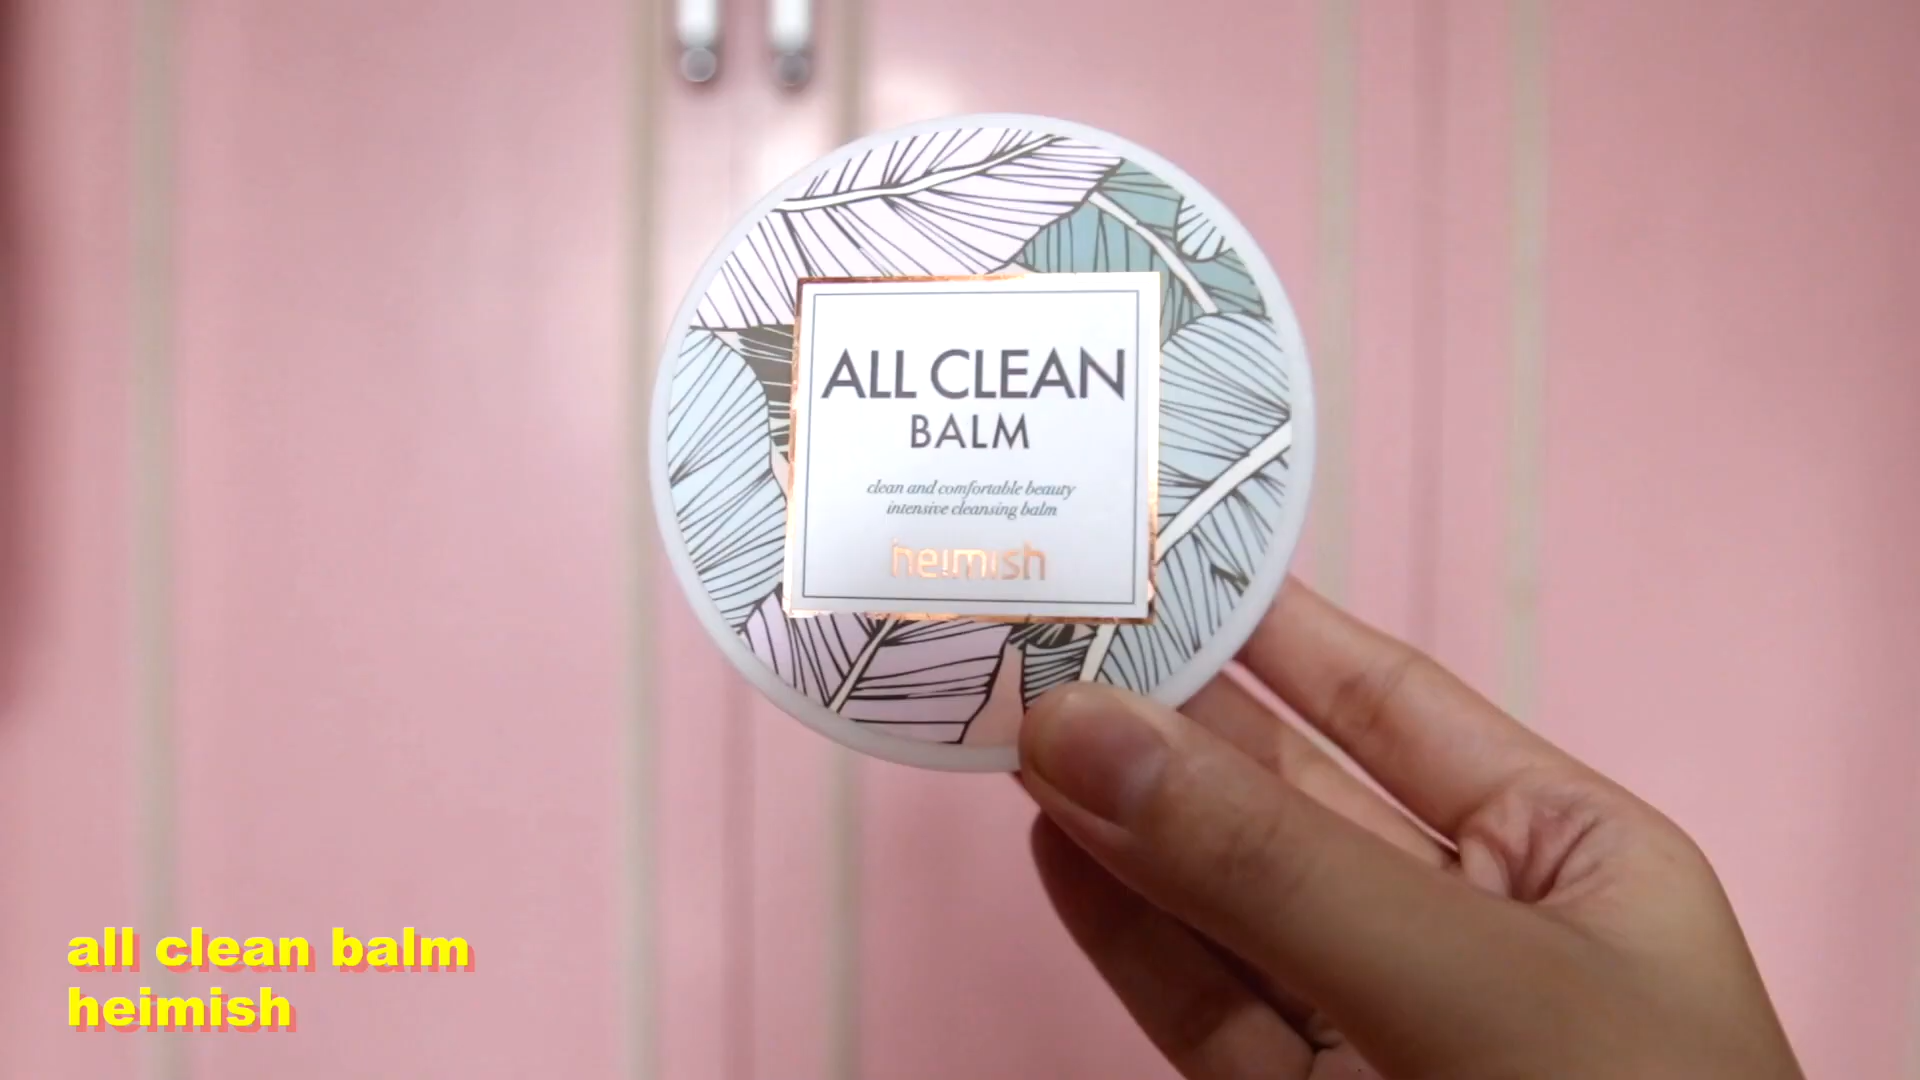 ALL CLEAN
BALM
clean and comfortable beauty
intensive cleansing balm
heimish
all clean balm
heimish